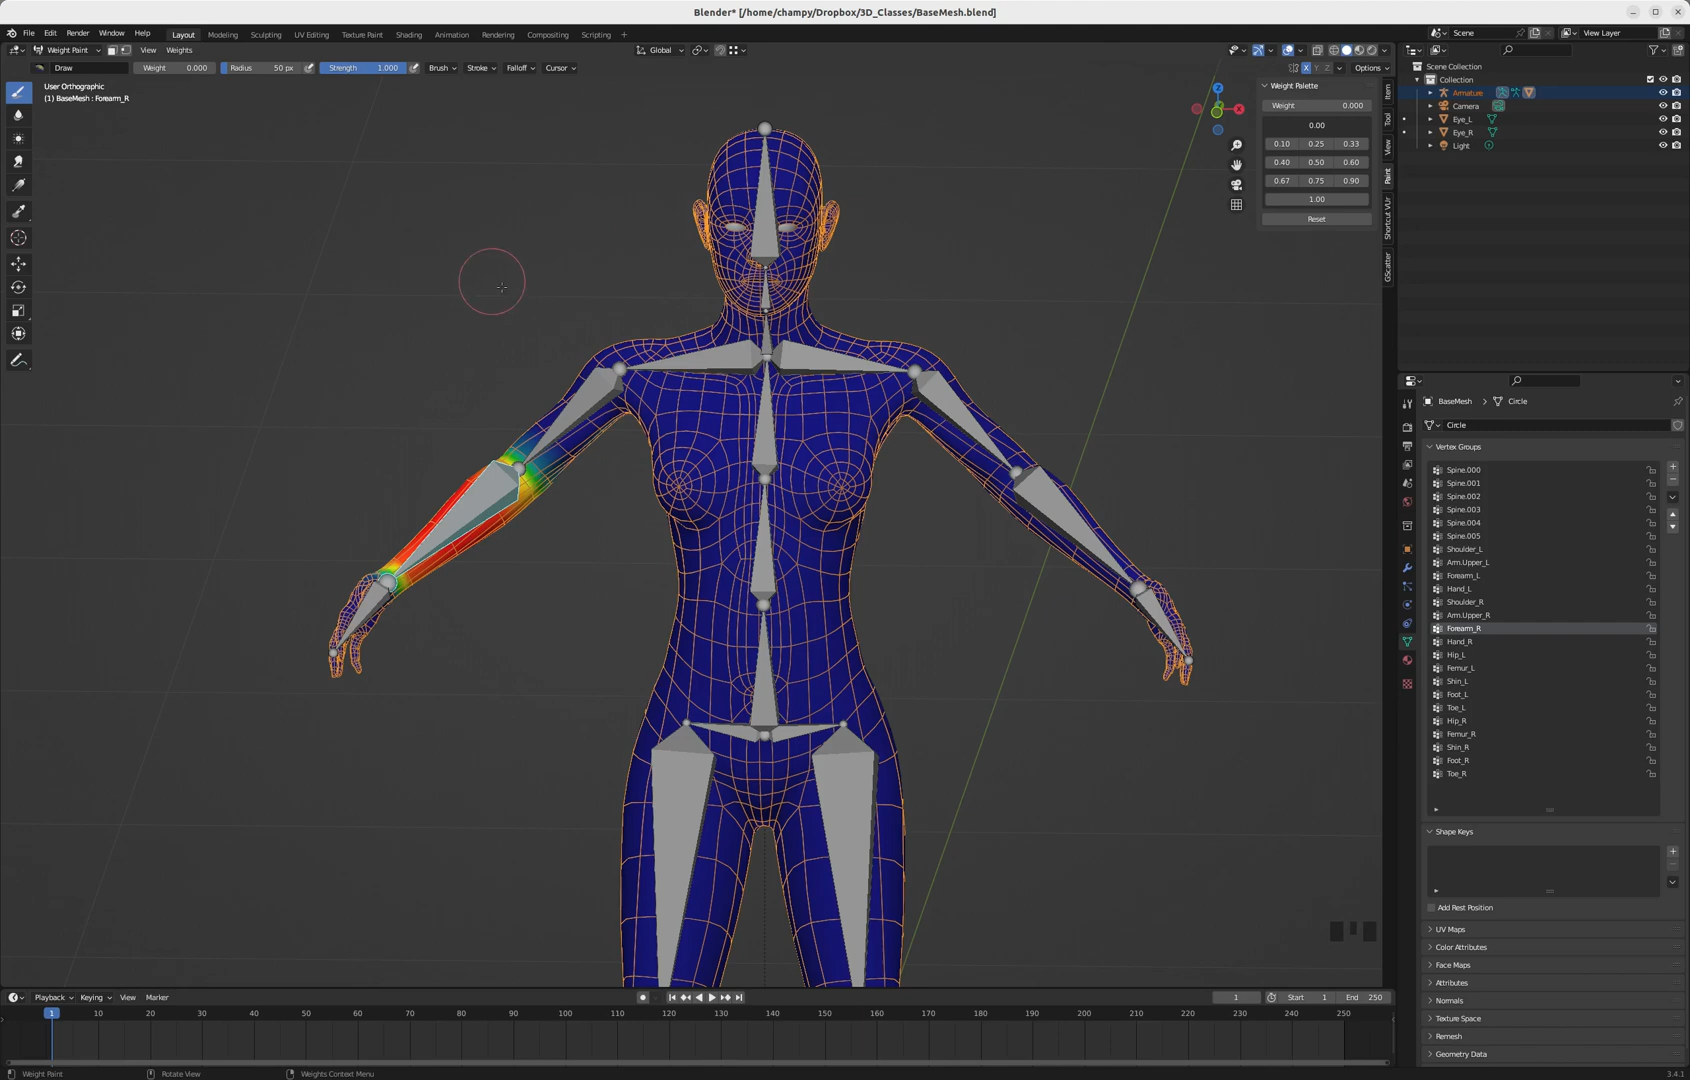 Blender* [/home/champy/Dropbox/3D_Classes/BaseMesh.blend]
File Edit Render Window Help Layout Modeling Sculpting UV Editing Texture Paint Shading Animation Rendering Compositing Scripting + Scene View Layer
Weight Paint View Weights Global
Draw Weight 0.000 Radius 50 px Strength 1.000 Brush Stroke Falloff Cursor X Y Z Options
User Orthographic
(1) BaseMesh : Forearm_R
Z
X
Weight Palette
Weight 0.000
0.00
0.10 0.25 0.33
0.40 0.50 0.60
0.67 0.75 0.90
1.00
Reset
Item
Tool
View
Paint
Shortcut VUr
GScatter
Scene Collection
Collection
Armature
Camera
Eye_L
Eye_R
Light
BaseMesh > Circle
Circle
Vertex Groups
Spine.000
Spine.001
Spine.002
Spine.003
Spine.004
Spine.005
Shoulder_L
Arm.Upper_L
Forearm_L
Hand_L
Shoulder_R
Arm.Upper_R
Forearm_R
Hand_R
Hip_L
Femur_L
Shin_L
Foot_L
Toe_L
Hip_R
Femur_R
Shin_R
Foot_R
Toe_R
Shape Keys
Add Rest Position
UV Maps
Color Attributes
Face Maps
Attributes
Normals
Texture Space
Remesh
Geometry Data
Playback Keying View Marker 1 Start 1 End 250
1 10 20 30 40 50 60 70 80 90 100 110 120 130 140 150 160 170 180 190 200 210 220 230 240 250
Weight Paint Rotate View Weights Context Menu 3.4.1